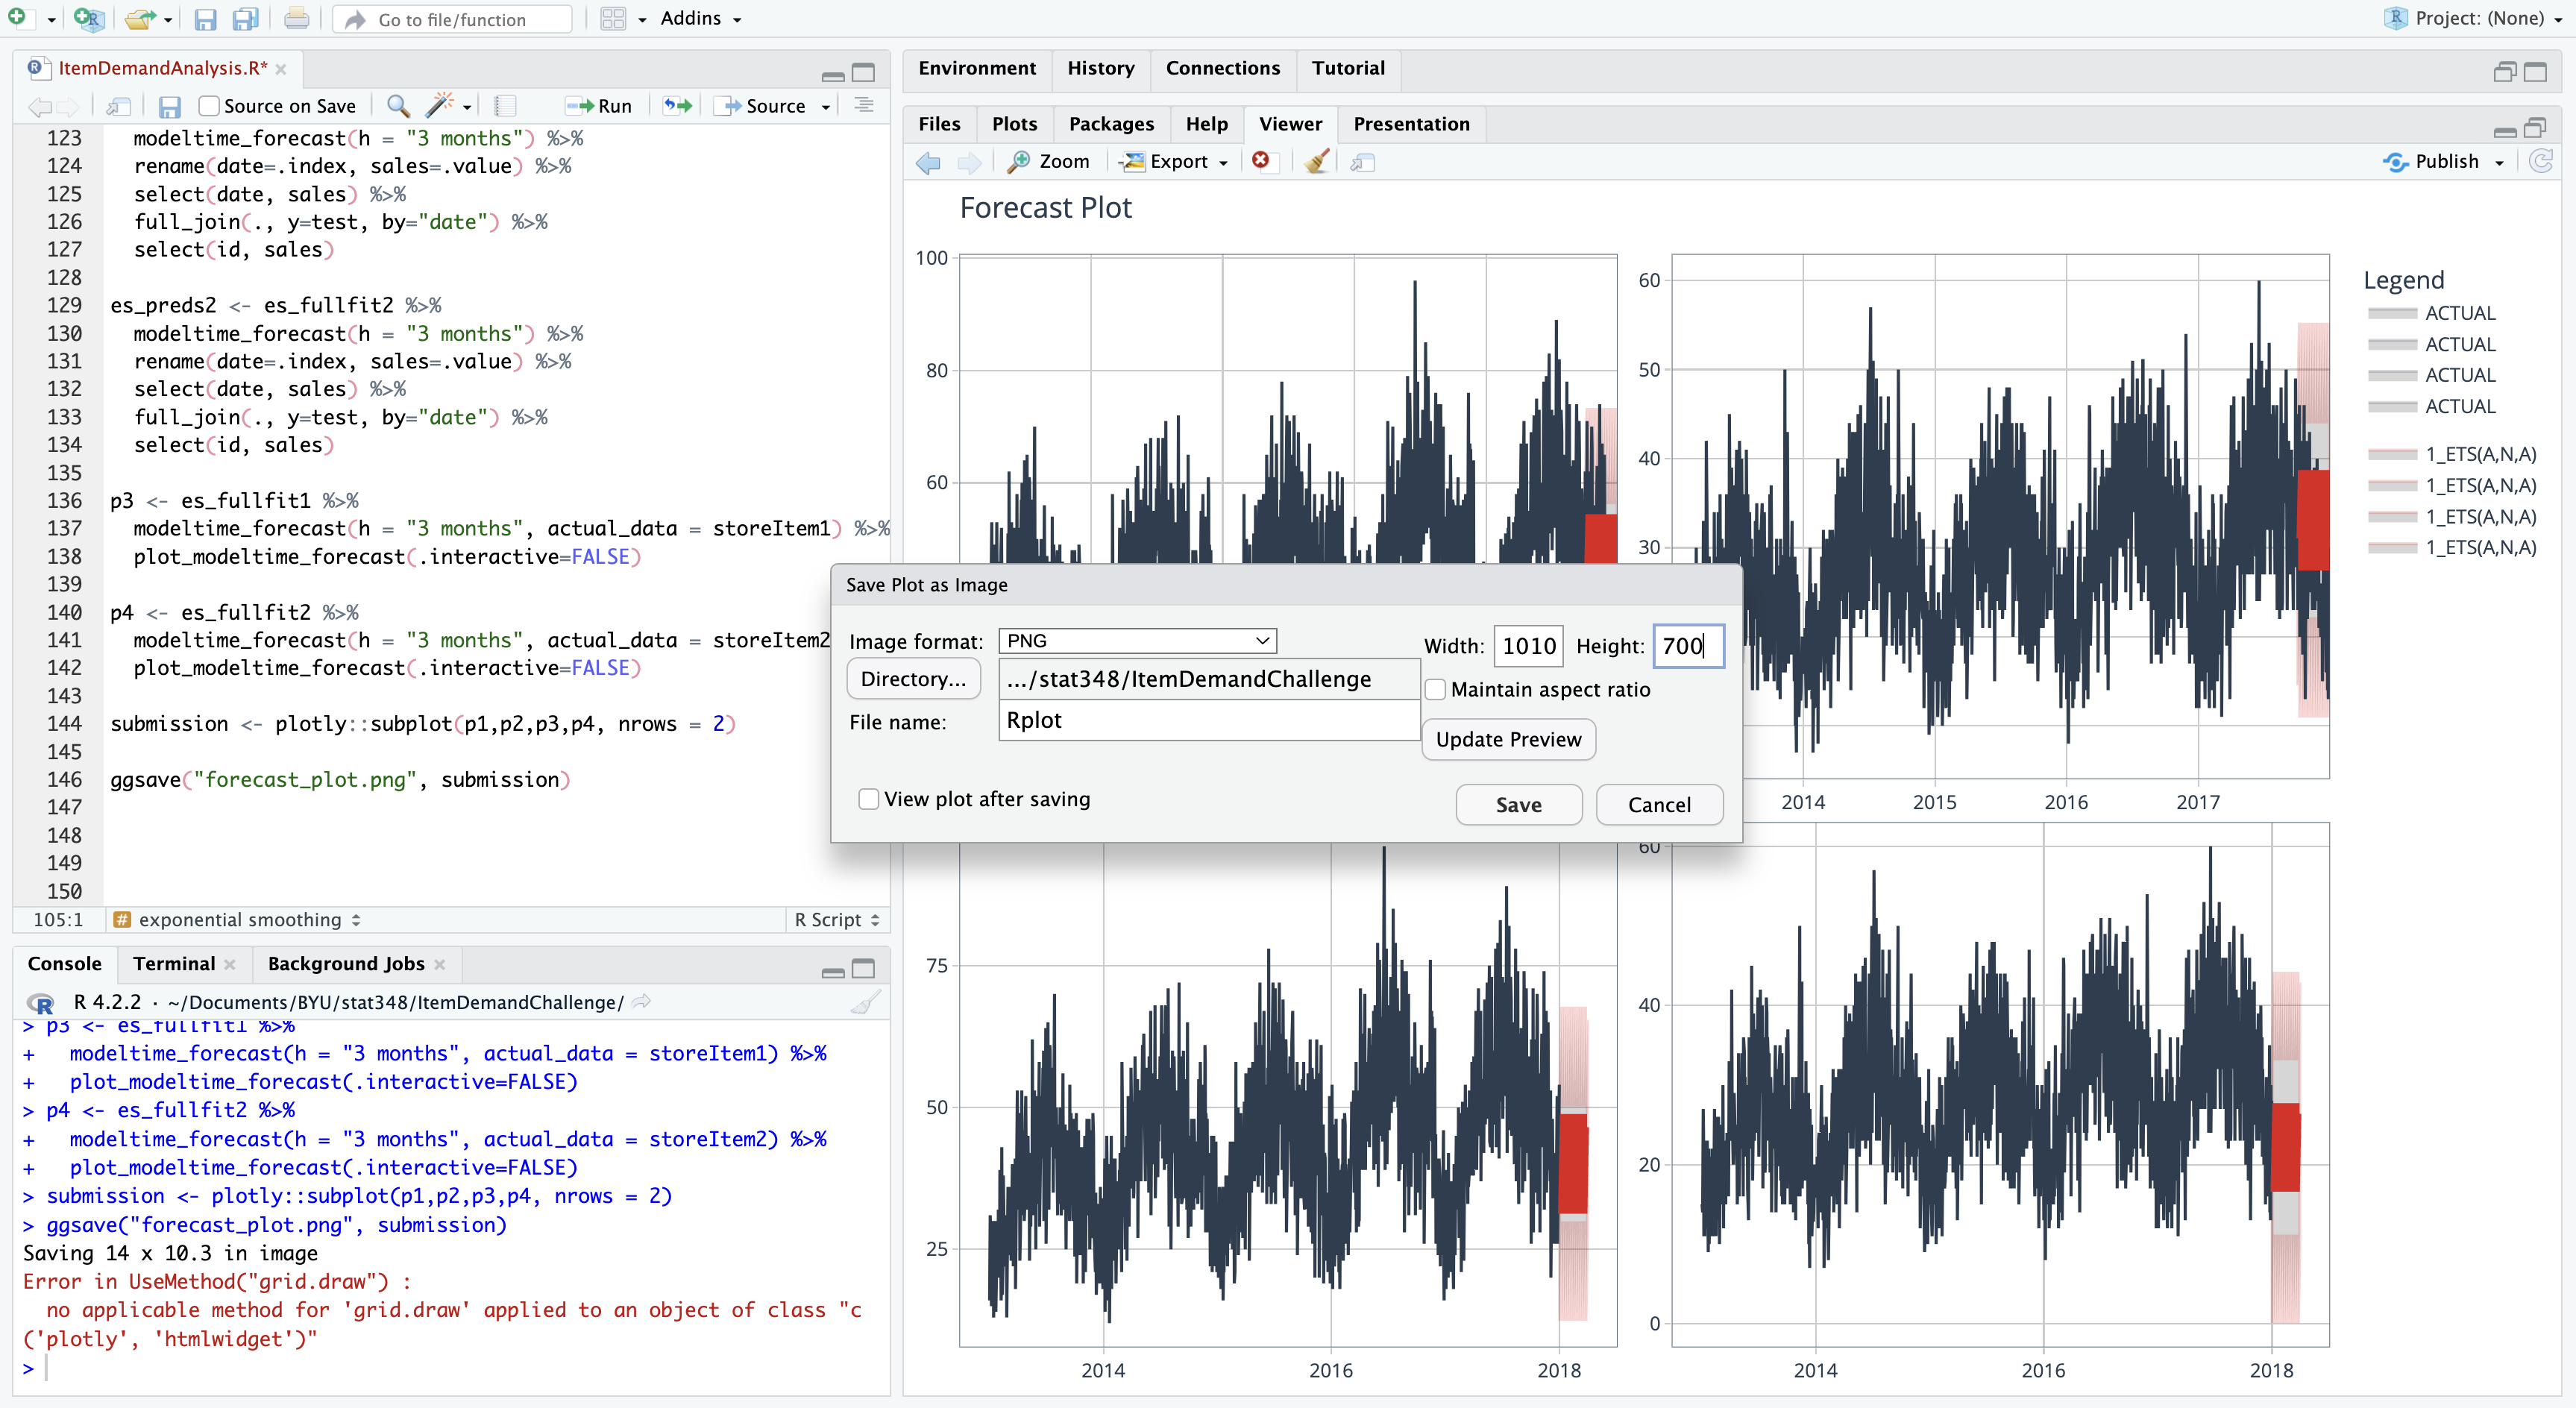 Go to file/function
Addins
Project: (None)
ItemDemandAnalysis.R*
Source on Save
Run
Source
123 modeltime_forecast(h = "3 months") %>%
124 rename(date=.index, sales=.value) %>%
125 select(date, sales) %>%
126 full_join(., y=test, by="date") %>%
127 select(id, sales)
128
129 es_preds2 <- es_fullfit2 %>%
130 modeltime_forecast(h = "3 months") %>%
131 rename(date=.index, sales=.value) %>%
132 select(date, sales) %>%
133 full_join(., y=test, by="date") %>%
134 select(id, sales)
135
136 p3 <- es_fullfit1 %>%
137 modeltime_forecast(h = "3 months", actual_data = storeItem1) %>%
138 plot_modeltime_forecast(.interactive=FALSE)
139
140 p4 <- es_fullfit2 %>%
141 modeltime_forecast(h = "3 months", actual_data = storeItem2
142 plot_modeltime_forecast(.interactive=FALSE)
143
144 submission <- plotly::subplot(p1,p2,p3,p4, nrows = 2)
145
146 ggsave("forecast_plot.png", submission)
147
148
149
150
105:1 # exponential smoothing R Script
Console Terminal Background Jobs
R 4.2.2 · ~/Documents/BYU/stat348/ItemDemandChallenge/
> p3 <- es_fullfit1 %>%
+ modeltime_forecast(h = "3 months", actual_data = storeItem1) %>%
+ plot_modeltime_forecast(.interactive=FALSE)
> p4 <- es_fullfit2 %>%
+ modeltime_forecast(h = "3 months", actual_data = storeItem2) %>%
+ plot_modeltime_forecast(.interactive=FALSE)
> submission <- plotly::subplot(p1,p2,p3,p4, nrows = 2)
> ggsave("forecast_plot.png", submission)
Saving 14 x 10.3 in image
Error in UseMethod("grid.draw") :
no applicable method for 'grid.draw' applied to an object of class "c
('plotly', 'htmlwidget')"
>
Environment History Connections Tutorial
Files Plots Packages Help Viewer Presentation
Zoom Export Publish
Forecast Plot
100
80
60
60
50
40
30
2014 2015 2016 2017
Legend
ACTUAL
ACTUAL
ACTUAL
ACTUAL
1_ETS(A,N,A)
1_ETS(A,N,A)
1_ETS(A,N,A)
1_ETS(A,N,A)
Save Plot as Image
Image format: PNG
Width: 1010 Height: 700
Directory... .../stat348/ItemDemandChallenge
Maintain aspect ratio
File name: Rplot
Update Preview
View plot after saving
Save Cancel
75
50
25
2014 2016 2018
60
40
20
0
2014 2016 2018